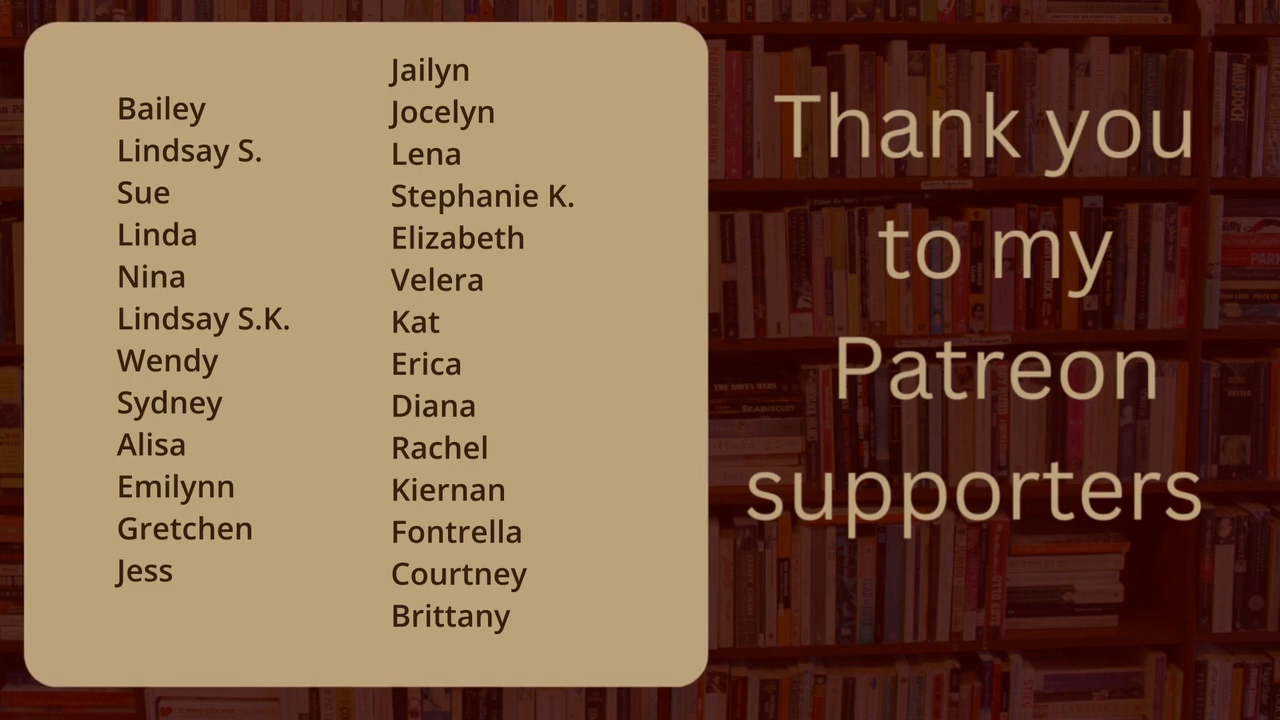 Bailey
Lindsay S.
Sue
Linda
Nina
Lindsay S.K.
Wendy
Sydney
Alisa
Emilynn
Gretchen
Jess
Jailyn
Jocelyn
Lena
Stephanie K.
Elizabeth
Velera
Kat
Erica
Diana
Rachel
Kiernan
Fontrella
Courtney
Brittany
Thank you
to my
Patreon
supporters
SEABISCUIT